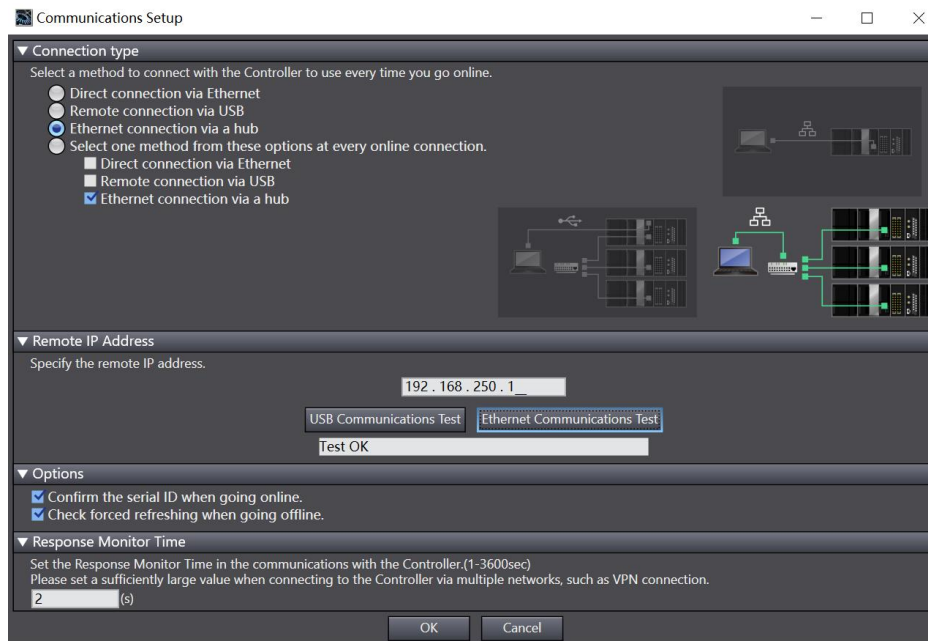 Communications Setup
▼ Connection type
Select a method to connect with the Controller to use every time you go online.
Direct connection via Ethernet
Remote connection via USB
Ethernet connection via a hub
Select one method from these options at every online connection.
Direct connection via Ethernet
Remote connection via USB
Ethernet connection via a hub
▼ Remote IP Address
Specify the remote IP address.
192 . 168 . 250 . 1__
USB Communications Test Ethernet Communications Test
Test OK
▼ Options
Confirm the serial ID when going online.
Check forced refreshing when going offline.
▼ Response Monitor Time
Set the Response Monitor Time in the communications with the Controller.(1-3600sec)
Please set a sufficiently large value when connecting to the Controller via multiple networks, such as VPN connection.
2 (s)
OK Cancel